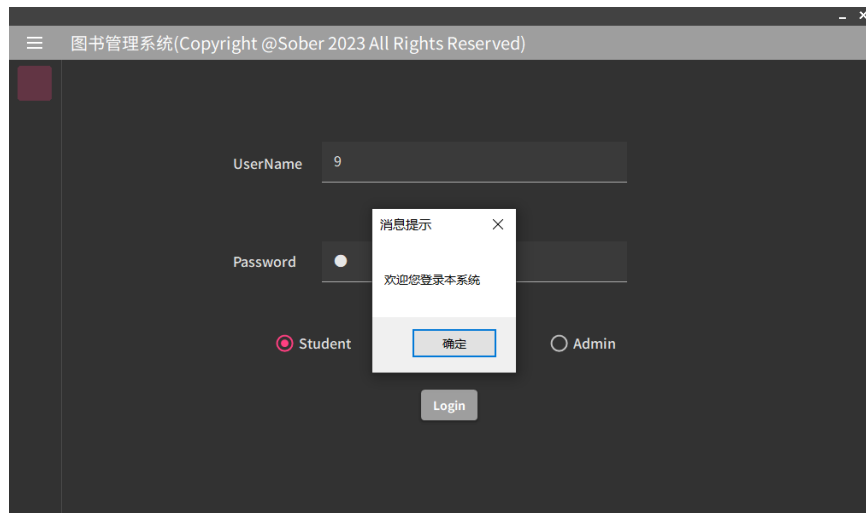 图书管理系统(Copyright @Sober 2023 All Rights Reserved)
UserName 9
消息提示
Password
欢迎您登录本系统
Student
确定
Admin
Login